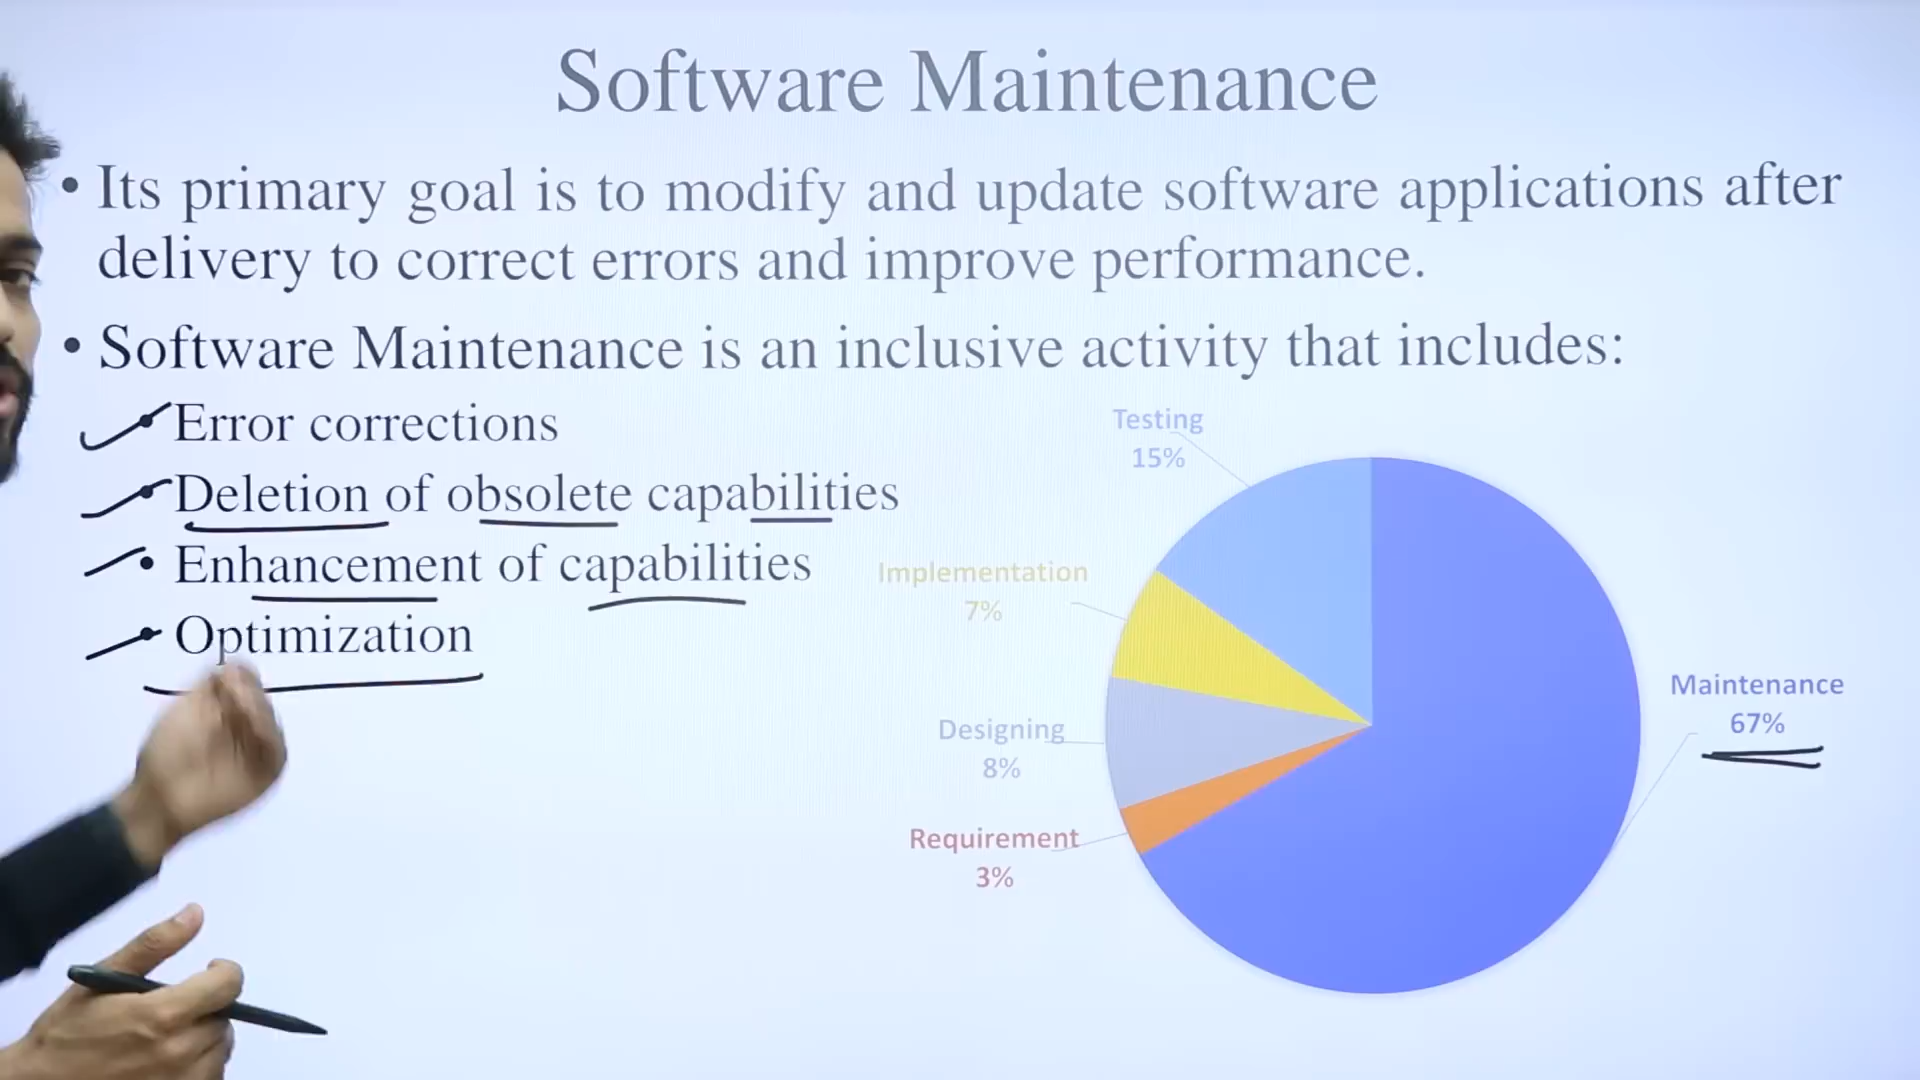 Software Maintenance
• Its primary goal is to modify and update software applications after
delivery to correct errors and improve performance.
• Software Maintenance is an inclusive activity that includes:
• Error corrections
• Deletion of obsolete capabilities
• Enhancement of capabilities
• Optimization
Testing
15%
Implementation
7%
Designing
8%
Requirement
3%
Maintenance
67%